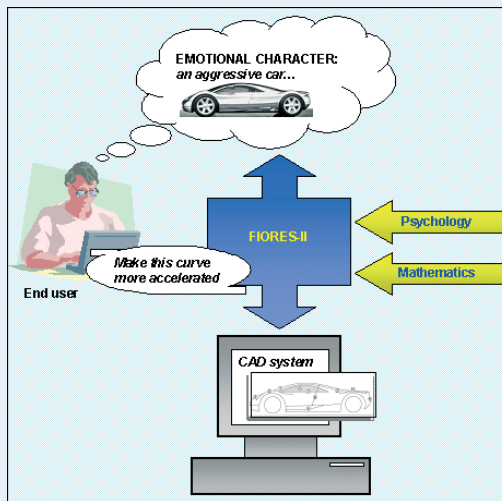 EMOTIONAL CHARACTER:
an aggressive car...
FIORES-II
Psychology
Mathematics
Make this curve
more accelerated
End user
CAD system